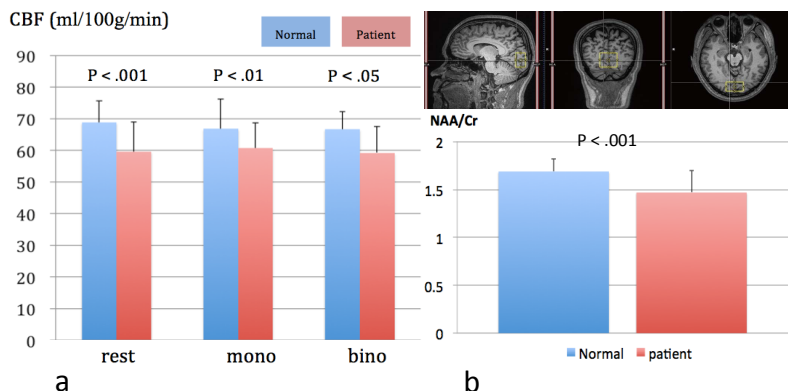 CBF (ml/100g/min)
Normal
Patient
P < .001
P < .01
P < .05
90
80
70
60
50
40
30
20
10
0
rest
mono
bino
a
NAA/Cr
P < .001
2
1.5
1
0.5
0
Normal
patient
b